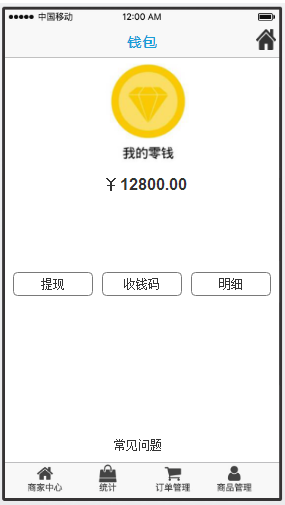 中国移动 12:00 AM
钱包
我的零钱
￥12800.00
提现 收钱码 明细
常见问题
商家中心 统计 订单管理 商品管理